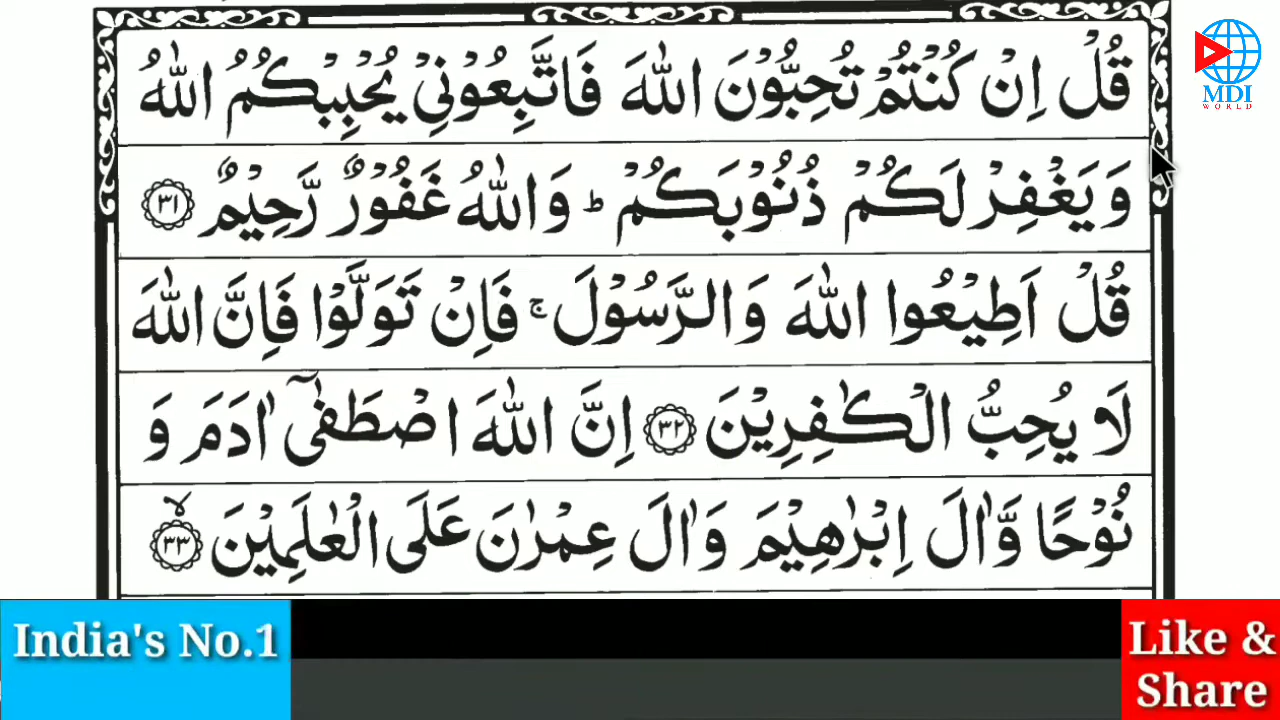 قُلْ اِنْ كُنْتُمْ تُحِبُّوْنَ اللّٰهَ فَاتَّبِعُوْنِیْ یُحْبِبْكُمُ اللّٰهُ
وَیَغْفِرْ لَكُمْ ذُنُوْبَكُمْ ؕ وَاللّٰهُ غَفُوْرٌ رَّحِیْمٌ ۝۳۱
قُلْ اَطِیْعُوا اللّٰهَ وَالرَّسُوْلَ ۚ فَاِنْ تَوَلَّوْا فَاِنَّ اللّٰهَ
لَا یُحِبُّ الْكٰفِرِیْنَ ۝۳۲ اِنَّ اللّٰهَ اصْطَفٰۤی اٰدَمَ وَ
نُوْحًا وَّاٰلَ اِبْرٰهِیْمَ وَاٰلَ عِمْرٰنَ عَلَی الْعٰلَمِیْنَ ۝۳۳ۙ
MDI
WORLD
India's No.1
Like &
Share